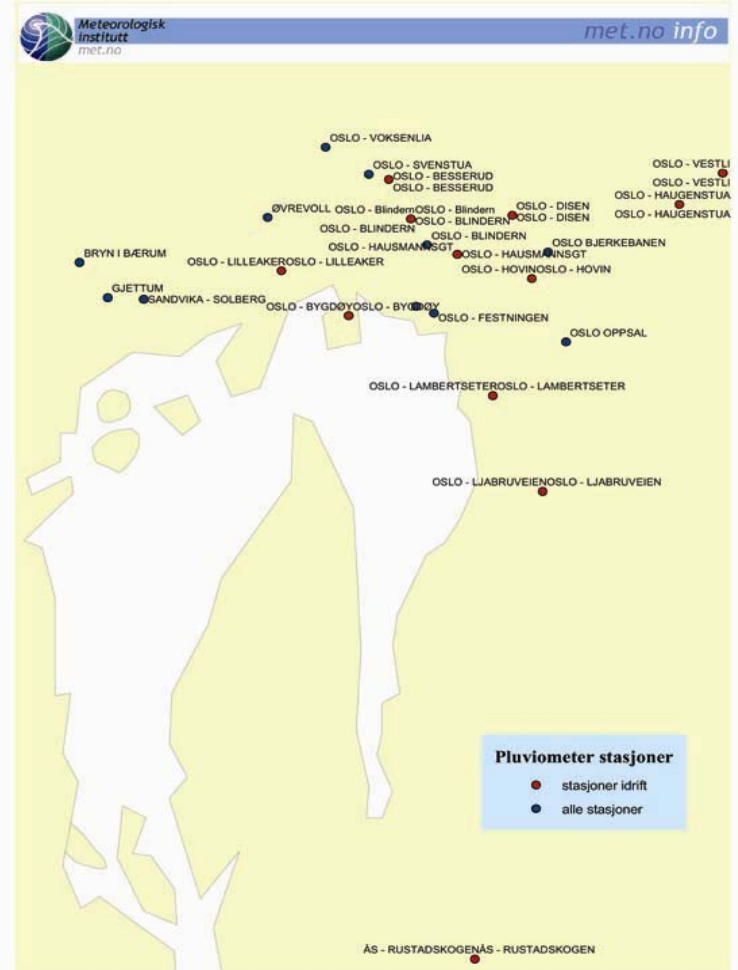 Meteorologisk
institutt
met.no
met.no info
OSLO - VOKSENLIA
OSLO - SVENSTUA
OSLO - VESTLI
OSLO - BESSERUD
OSLO - VESTLI
OSLO - BESSERUD
OSLO - HAUGENSTUA
ØVREVOLL
OSLO - BlindernOSLO - Blindern
OSLO - DISEN
OSLO - HAUGENSTUA
OSLO - BLINDERN
OSLO - DISEN
OSLO - BLINDERN
OSLO - BLINDERN
OSLO - HAUSMANNSGT
OSLO BJERKEBANEN
BRYN I BÆRUM
OSLO - HAUSMANNSGT
OSLO - LILLEAKEROSLO - LILLEAKER
OSLO - HOVINOSLO - HOVIN
GJETTUM
SANDVIKA - SOLBERG
OSLO - BYGDØYOSLO - BYGDØY
OSLO - FESTNINGEN
OSLO OPPSAL
OSLO - LAMBERTSETEROSLO - LAMBERTSETER
OSLO - LJABRUVEIENOSLO - LJABRUVEIEN
Pluviometer stasjoner
stasjoner idrift
alle stasjoner
ÅS - RUSTADSKOGENÅS - RUSTADSKOGEN